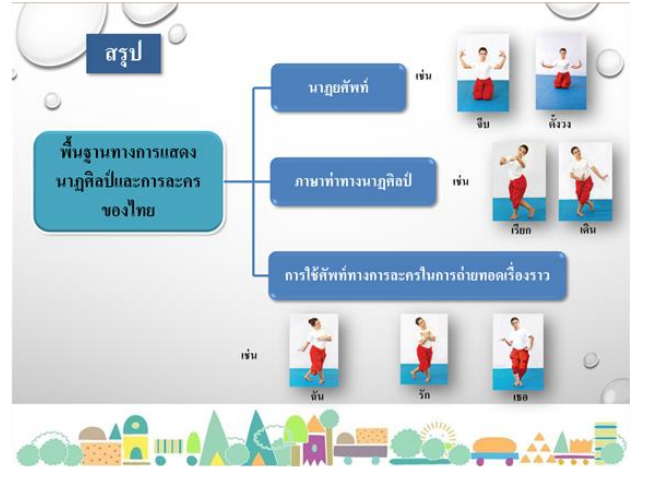 สรุป
นาฏยศัพท์
เช่น
จีบ
ตั้งวง
พื้นฐานทางการแสดง
นาฏศิลป์และการละคร
ของไทย
ภาษาท่าทางนาฏศิลป์
เช่น
เรียก
เดิน
การใช้ศัพท์ทางการละครในการถ่ายทอดเรื่องราว
เช่น
ฉัน
รัก
เธอ